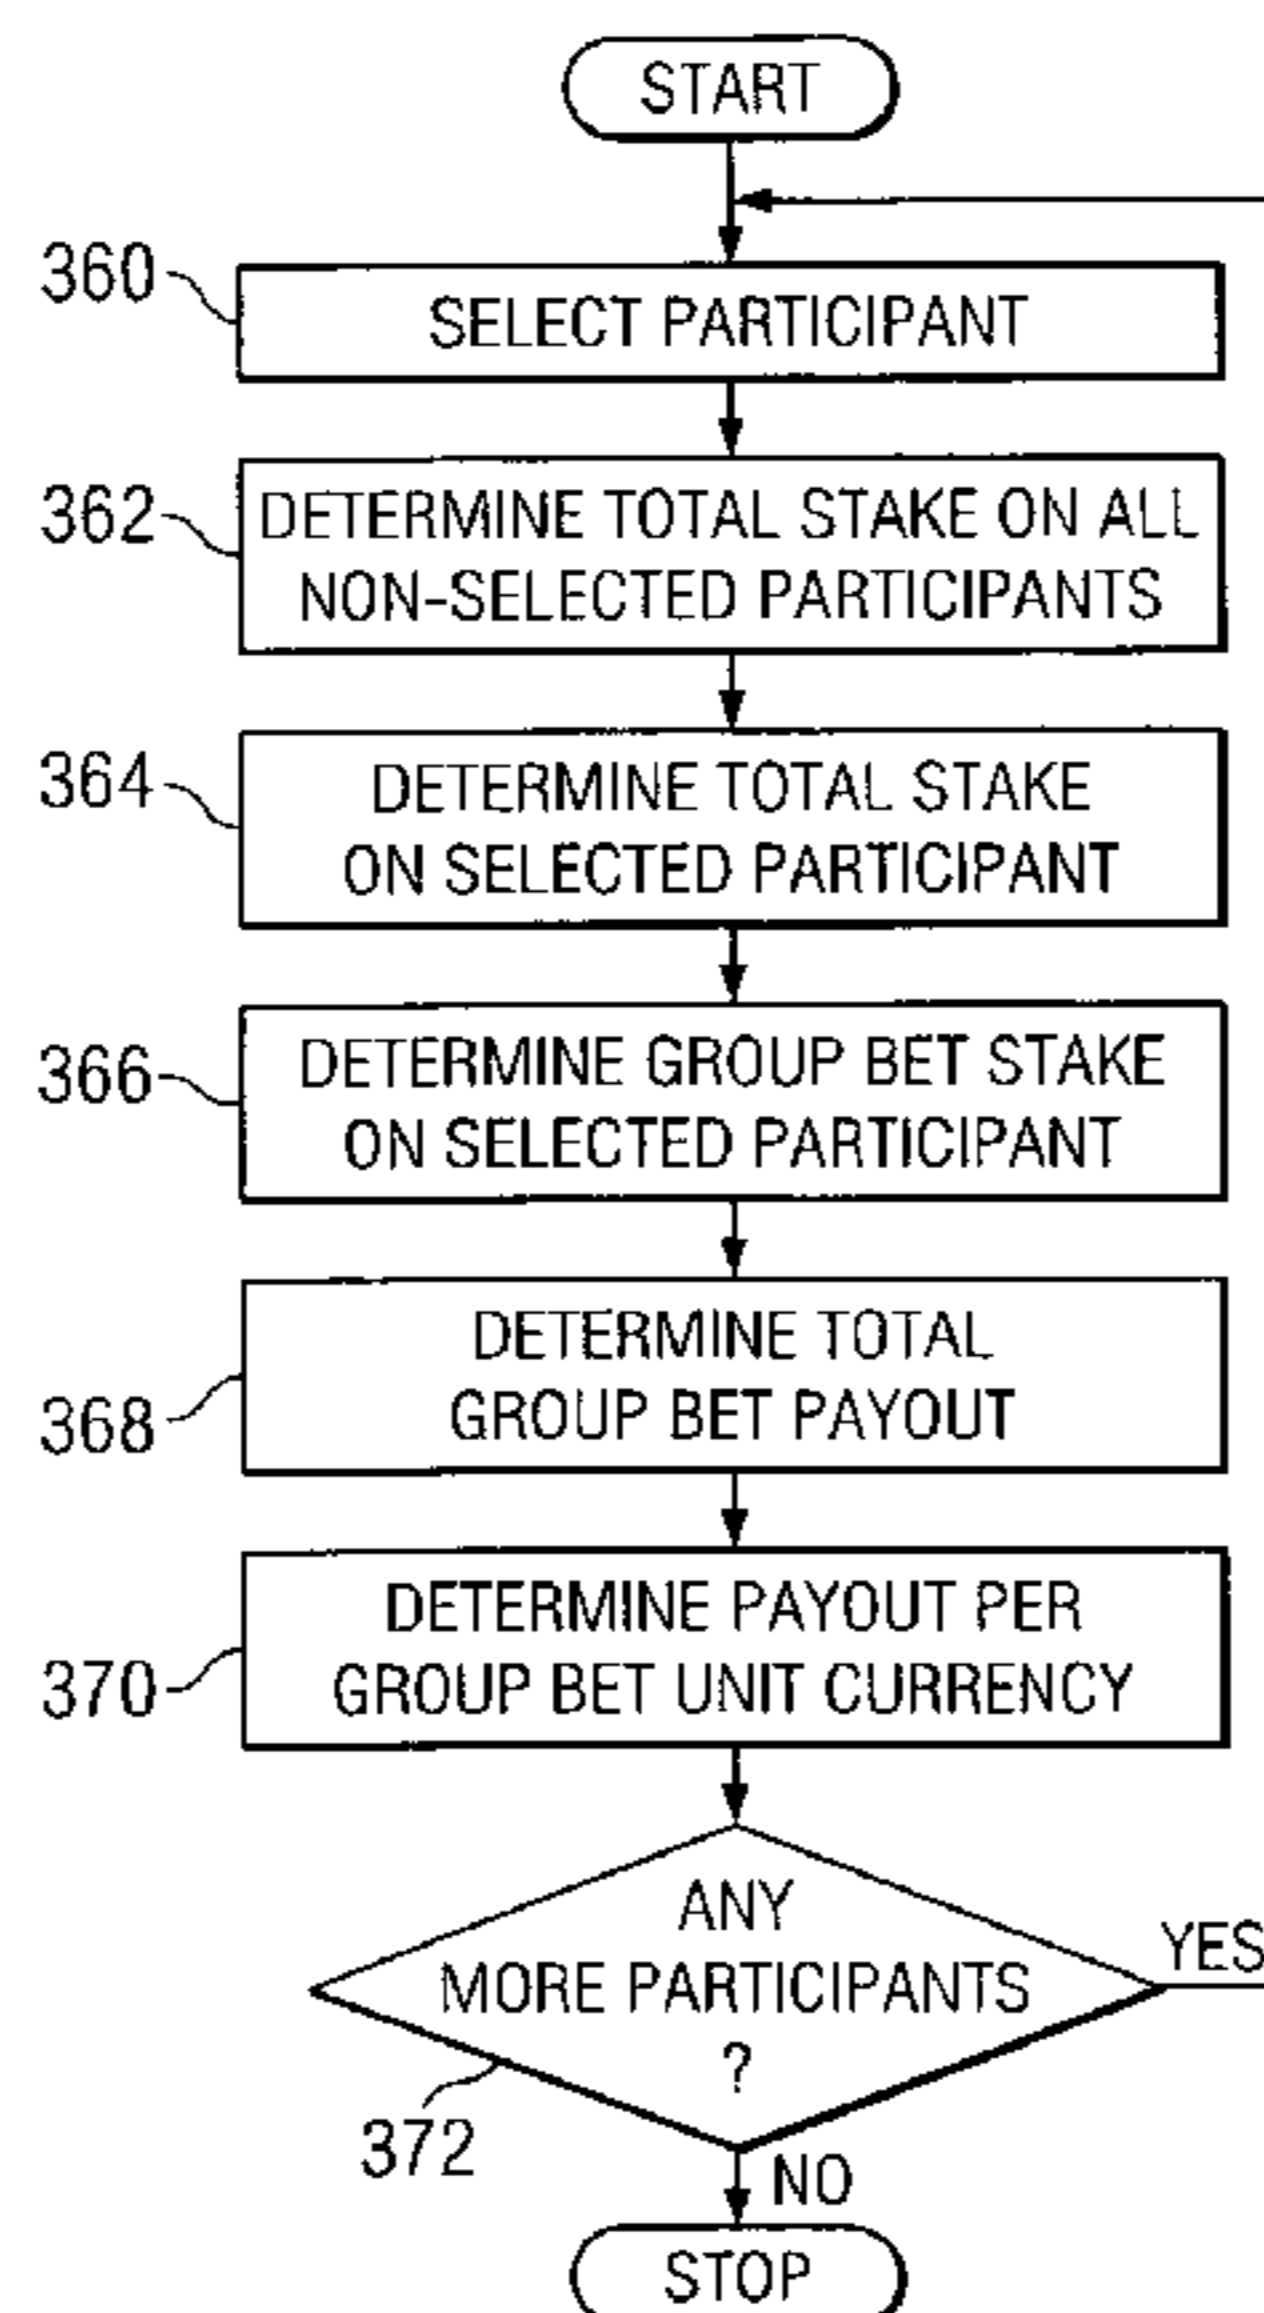 START
360
SELECT PARTICIPANT
362
DETERMINE TOTAL STAKE ON ALL
NON-SELECTED PARTICIPANTS
364
DETERMINE TOTAL STAKE
ON SELECTED PARTICIPANT
366
DETERMINE GROUP BET STAKE
ON SELECTED PARTICIPANT
368
DETERMINE TOTAL
GROUP BET PAYOUT
370
DETERMINE PAYOUT PER
GROUP BET UNIT CURRENCY
ANY
MORE PARTICIPANTS
?
YES
372
NO
STOP